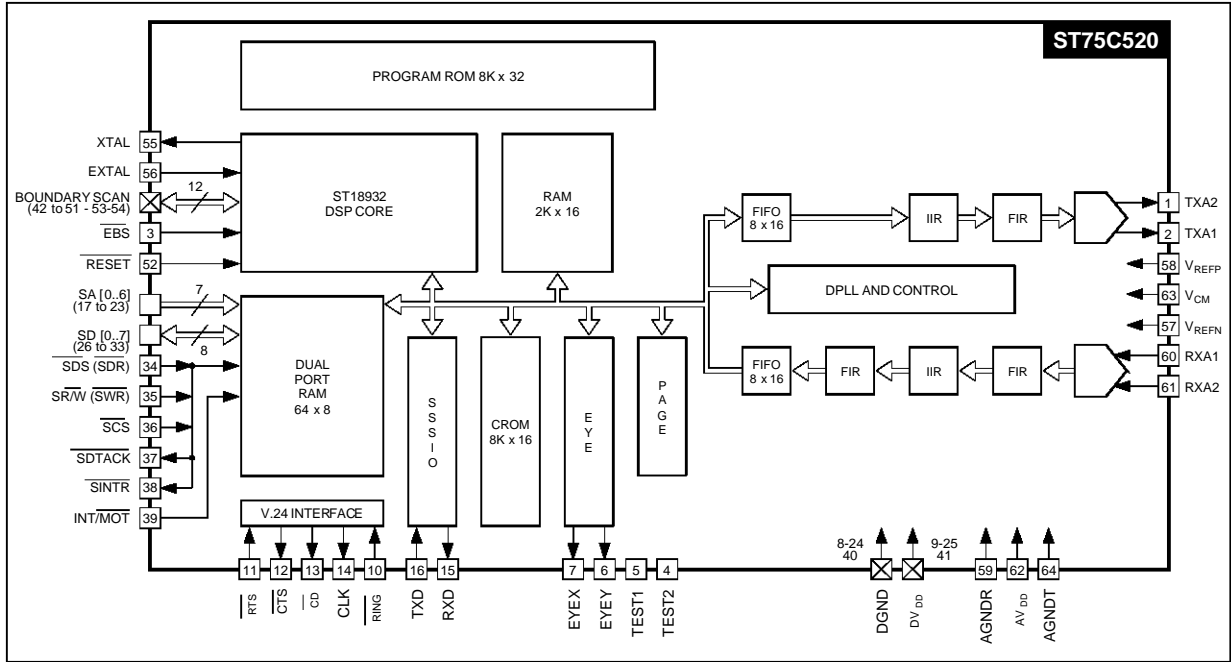 ST75C520
PROGRAM ROM 8K x 32
XTAL
55
EXTAL
56
BOUNDARY SCAN
(42 to 51 - 53-54)
12
EBS
3
RESET
52
SA [0..6]
(17 to 23)
7
SD [0..7]
(26 to 33)
8
SDS (SDR)
34
SR/W (SWR)
35
SCS
36
SDTACK
37
SINTR
38
INT/MOT
39
ST18932
DSP CORE
RAM
2K x 16
DUAL
PORT
RAM
64 x 8
SSSIO
CROM
8K x 16
EYE
PAGE
FIFO
8 x 16
IIR
FIR
DPLL AND CONTROL
FIFO
8 x 16
FIR
IIR
FIR
1
TXA2
2
TXA1
58
VREFP
63
VCM
57
VREFN
60
RXA1
61
RXA2
V.24 INTERFACE
11
12
13
14
10
16
15
7
6
5
4
8-24
40
9-25
41
59
62
64
RTS
CTS
CD
CLK
RING
TXD
RXD
EYEX
EYEY
TEST1
TEST2
DGND
DVDD
AGNDR
AVDD
AGNDT